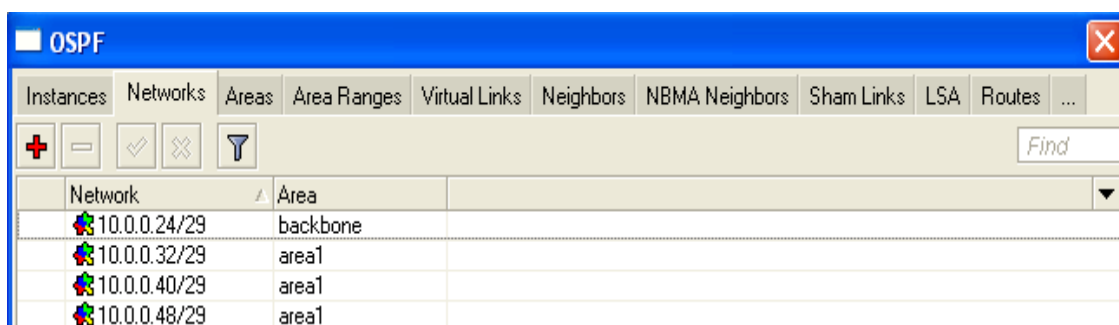 OSPF
Instances Networks Areas Area Ranges Virtual Links Neighbors NBMA Neighbors Sham Links LSA Routes ...
Find
Network Area
10.0.0.24/29 backbone
10.0.0.32/29 area1
10.0.0.40/29 area1
10.0.0.48/29 area1